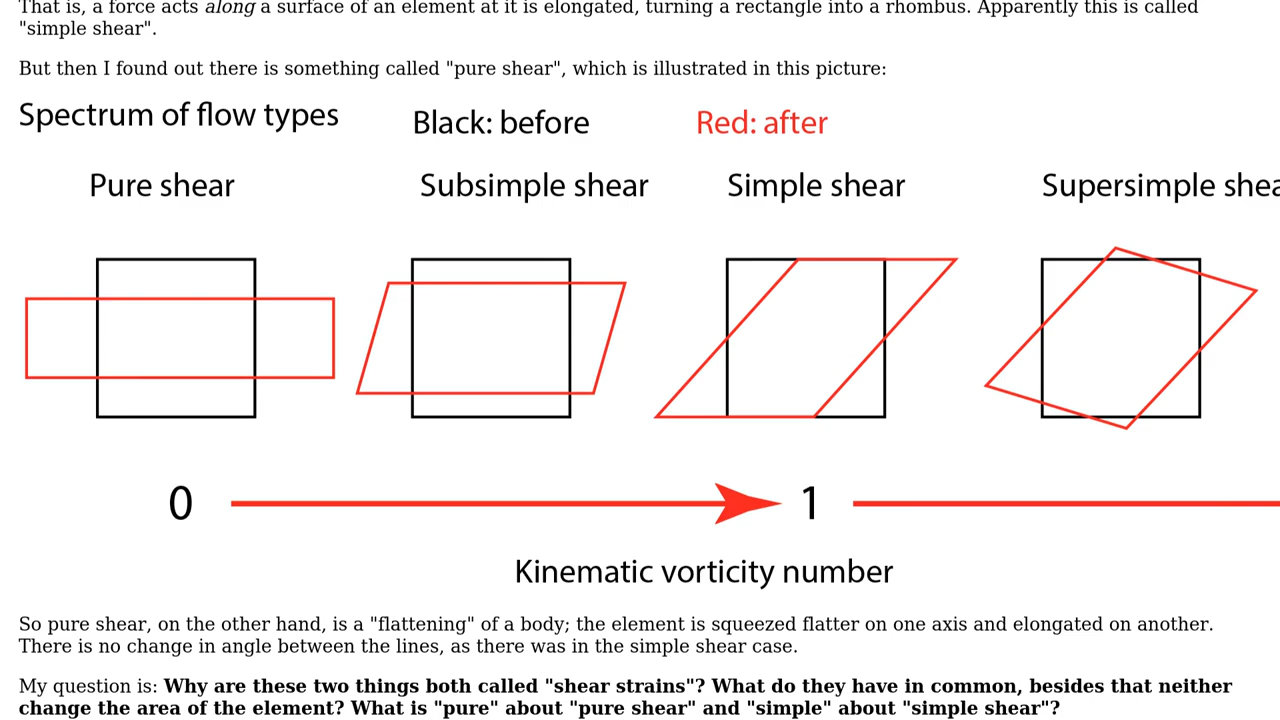 That is, a force acts along a surface of an element at it is elongated, turning a rectangle into a rhombus. Apparently this is called
"simple shear".
But then I found out there is something called "pure shear", which is illustrated in this picture:
Spectrum of flow types
Black: before
Red: after
Pure shear
Subsimple shear
Simple shear
Supersimple shea
0
1
Kinematic vorticity number
So pure shear, on the other hand, is a "flattening" of a body; the element is squeezed flatter on one axis and elongated on another.
There is no change in angle between the lines, as there was in the simple shear case.
My question is: Why are these two things both called "shear strains"? What do they have in common, besides that neither
change the area of the element? What is "pure" about "pure shear" and "simple" about "simple shear"?